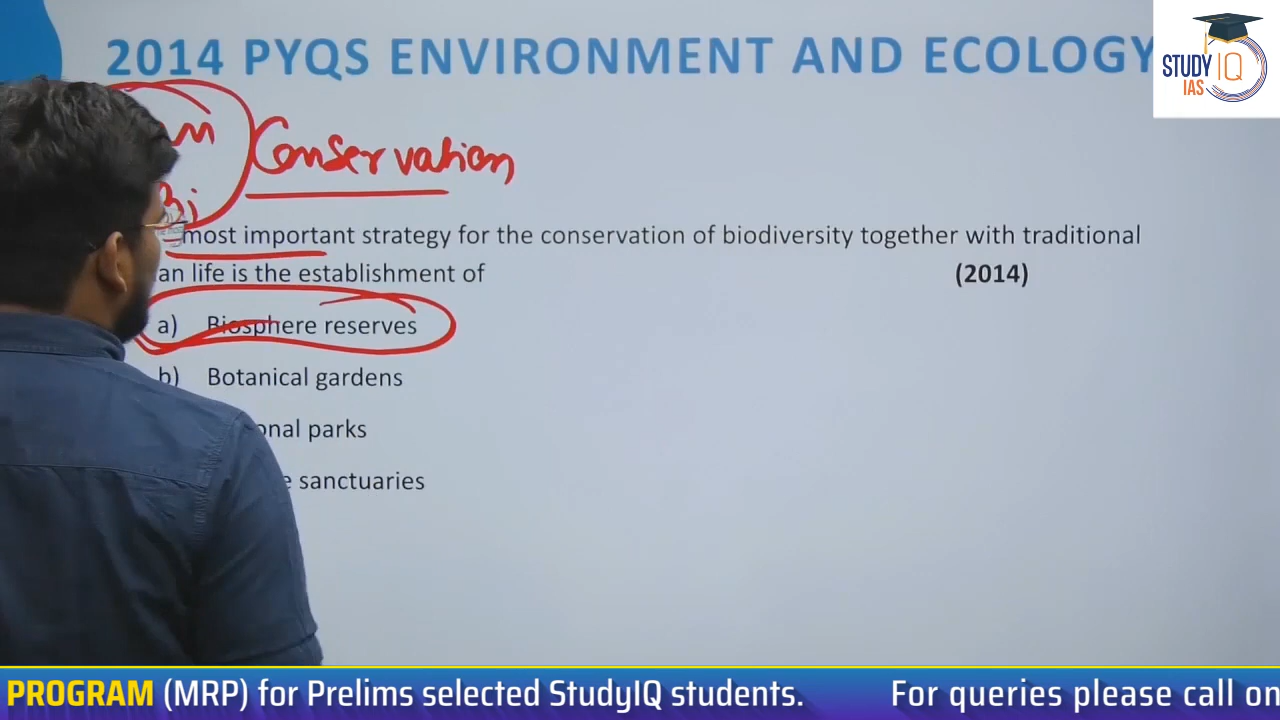 2014 PYQS ENVIRONMENT AND ECOLOGY
STUDY IQ
IAS
Conservation
most important strategy for the conservation of biodiversity together with traditional
an life is the establishment of (2014)
a) Biosphere reserves
b) Botanical gardens
onal parks
e sanctuaries
PROGRAM (MRP) for Prelims selected StudyIQ students. For queries please call on